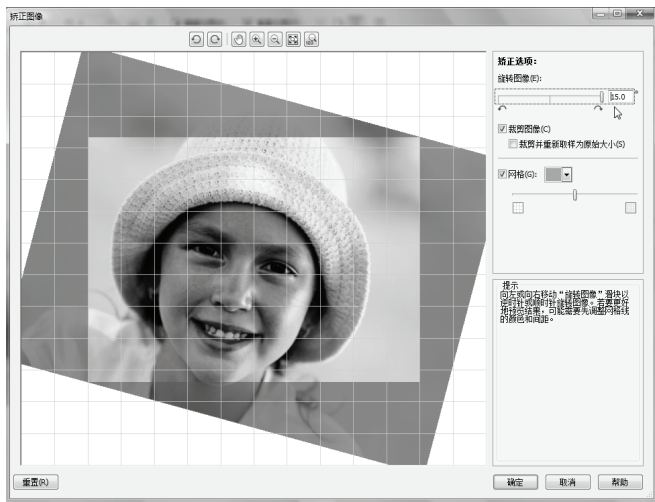 矫正图像
100%
矫正选项:
旋转图像(E):
15.0 °
裁剪图像(C)
裁剪并重新取样为原始大小(S)
网格(G):
提示
向左或向右移动“旋转图像”滑块以
逆时针或顺时针旋转图像。若要更好
地预览结果，可能需要先调整网格线
的颜色和间距。
重置(R)
确定
取消
帮助